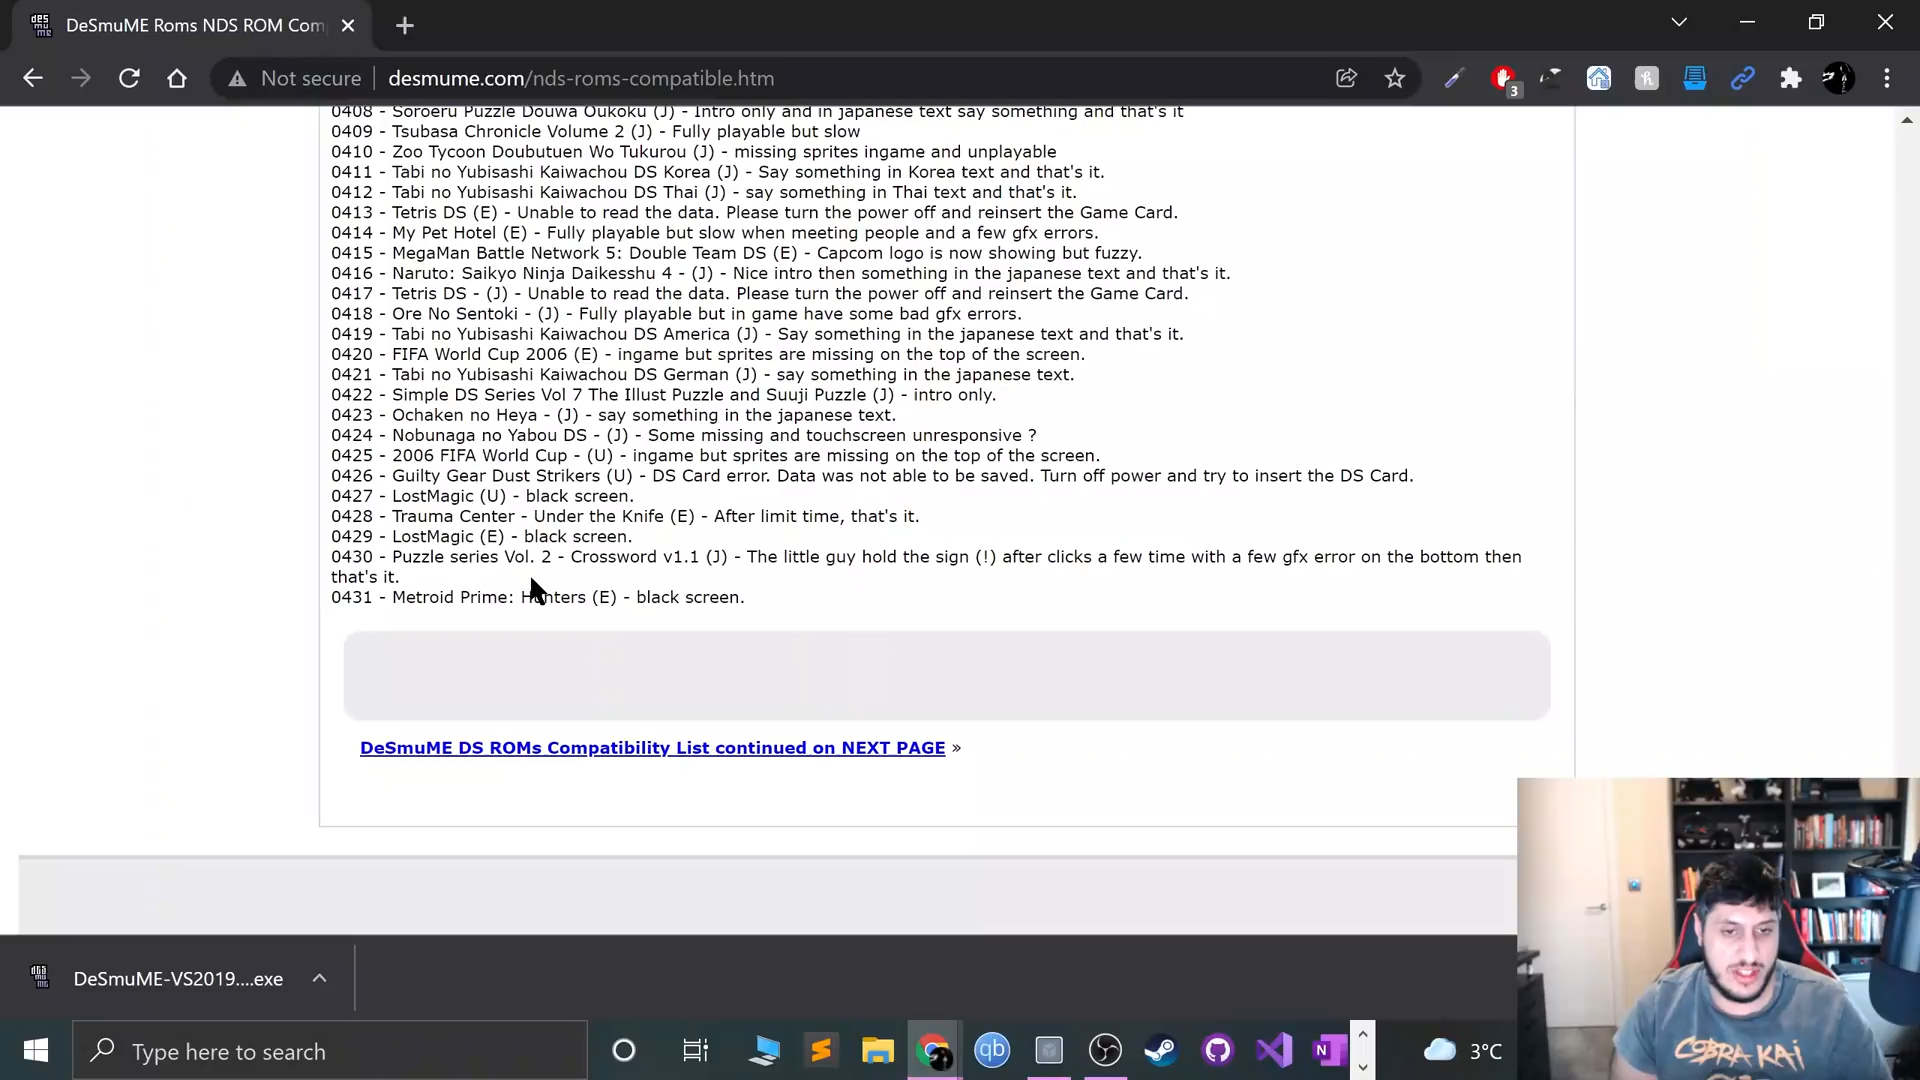 DeSmuME Roms NDS ROM Com
Not secure
desmume.com/nds-roms-compatible.htm
3
0408 - Soroeru Puzzle Douwa Oukoku (J) - Intro only and in japanese text say something and that's it
0409 - Tsubasa Chronicle Volume 2 (J) - Fully playable but slow
0410 - Zoo Tycoon Doubutuen Wo Tukurou (J) - missing sprites ingame and unplayable
0411 - Tabi no Yubisashi Kaiwachou DS Korea (J) - Say something in Korea text and that's it.
0412 - Tabi no Yubisashi Kaiwachou DS Thai (J) - say something in Thai text and that's it.
0413 - Tetris DS (E) - Unable to read the data. Please turn the power off and reinsert the Game Card.
0414 - My Pet Hotel (E) - Fully playable but slow when meeting people and a few gfx errors.
0415 - MegaMan Battle Network 5: Double Team DS (E) - Capcom logo is now showing but fuzzy.
0416 - Naruto: Saikyo Ninja Daikesshu 4 - (J) - Nice intro then something in the japanese text and that's it.
0417 - Tetris DS - (J) - Unable to read the data. Please turn the power off and reinsert the Game Card.
0418 - Ore No Sentoki - (J) - Fully playable but in game have some bad gfx errors.
0419 - Tabi no Yubisashi Kaiwachou DS America (J) - Say something in the japanese text and that's it.
0420 - FIFA World Cup 2006 (E) - ingame but sprites are missing on the top of the screen.
0421 - Tabi no Yubisashi Kaiwachou DS German (J) - say something in the japanese text.
0422 - Simple DS Series Vol 7 The Illust Puzzle and Suuji Puzzle (J) - intro only.
0423 - Ochaken no Heya - (J) - say something in the japanese text.
0424 - Nobunaga no Yabou DS - (J) - Some missing and touchscreen unresponsive ?
0425 - 2006 FIFA World Cup - (U) - ingame but sprites are missing on the top of the screen.
0426 - Guilty Gear Dust Strikers (U) - DS Card error. Data was not able to be saved. Turn off power and try to insert the DS Card.
0427 - LostMagic (U) - black screen.
0428 - Trauma Center - Under the Knife (E) - After limit time, that's it.
0429 - LostMagic (E) - black screen.
0430 - Puzzle series Vol. 2 - Crossword v1.1 (J) - The little guy hold the sign (!) after clicks a few time with a few gfx error on the bottom then
that's it.
0431 - Metroid Prime: Hunters (E) - black screen.
DeSmuME DS ROMs Compatibility List continued on NEXT PAGE »
DeSmuME-VS2019....exe
Type here to search
qb
N
3°C
COBRA KAI